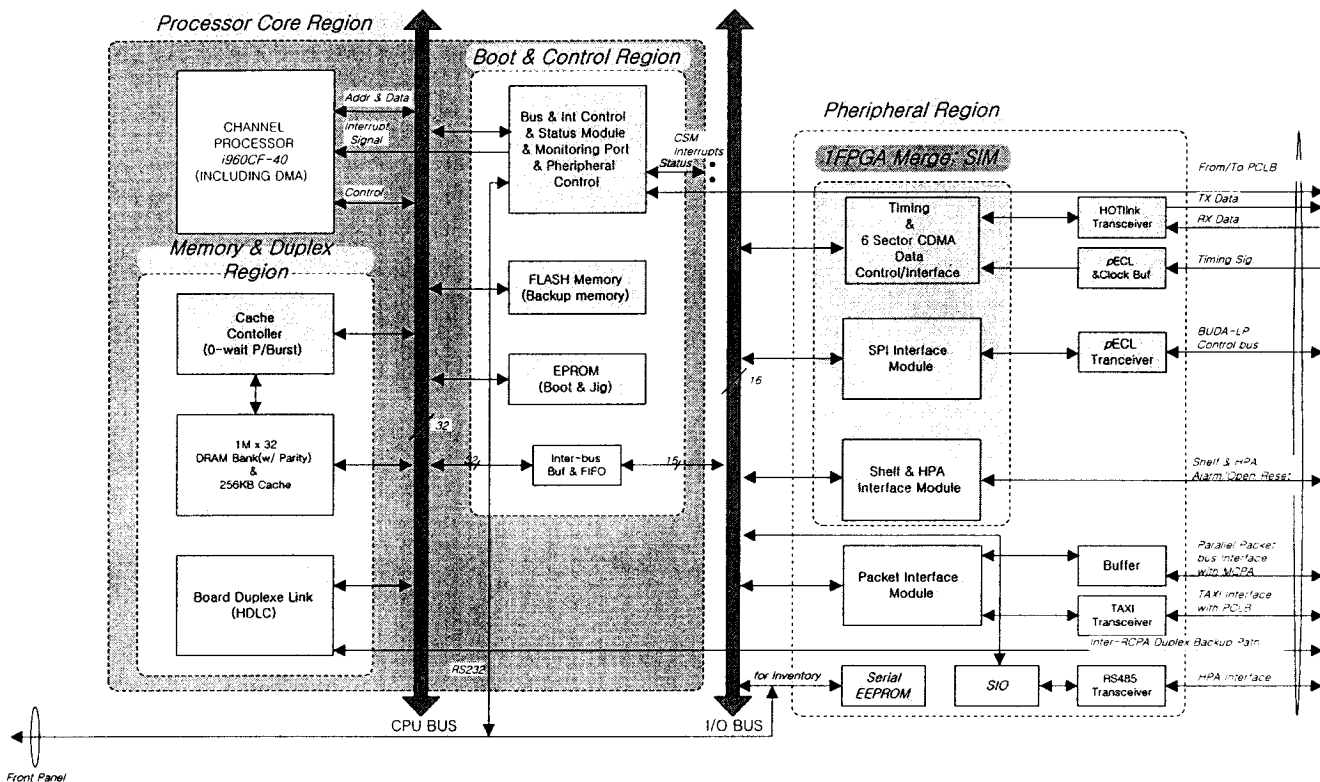 Processor Core Region
Boot & Control Region
CHANNEL
PROCESSOR
i960CF-40
(INCLUDING DMA)
Addr & Data
Interrupt
Signal
Control
Bus & Int Control
& Status Module
& Monitoring Port
& Pheripheral
Control
CSM
Interrupts
Status
Memory & Duplex
Region
Cache
Contoller
(0-wait P/Burst)
1M x 32
DRAM Bank(w/ Parity)
&
256KB Cache
Board Duplexe Link
(HDLC)
FLASH Memory
(Backup memory)
EPROM
(Boot & Jig)
Inter-bus
Buf & FIFO
32
32
15
16
RS232
CPU BUS
I/O BUS
Front Panel
Pheripheral Region
1FPGA Merge: SIM
Timing
&
6 Sector CDMA
Data
Control/Interface
HOTlink
Transceiver
pECL
&Clock Buf
SPI Interface
Module
pECL
Tranceiver
Shelf & HPA
Interface Module
Packet Interface
Module
Buffer
TAXI
Transceiver
for Inventory
Serial
EEPROM
SIO
RS485
Transceiver
From/To PCLB
TX Data
RX Data
Timing Sig.
BUDA-LP
Control bus
Shelf & HPA
Alarm/Open, Reset
Parallel Packet
bus interface
with MCPA
TAXI interface
with PCLB
Inter-RCPA Duplex Backup Path
HPA interface